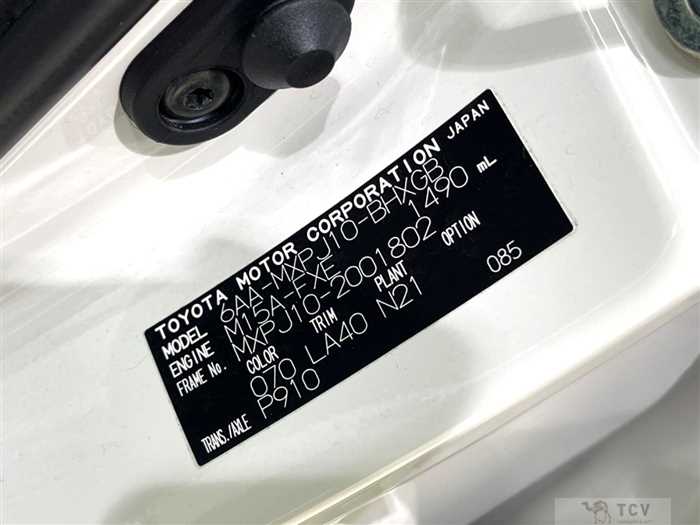 TOYOTA MOTOR CORPORATION JAPAN
MODEL 6AA-MXPJ10-BHXGB
ENGINE M15A-FXE 1490 mL
FRAME No. MXPJ10-2001802
COLOR TRIM PLANT OPTION
070 LA40 N21 085
TRANS./AXLE P910
TCV